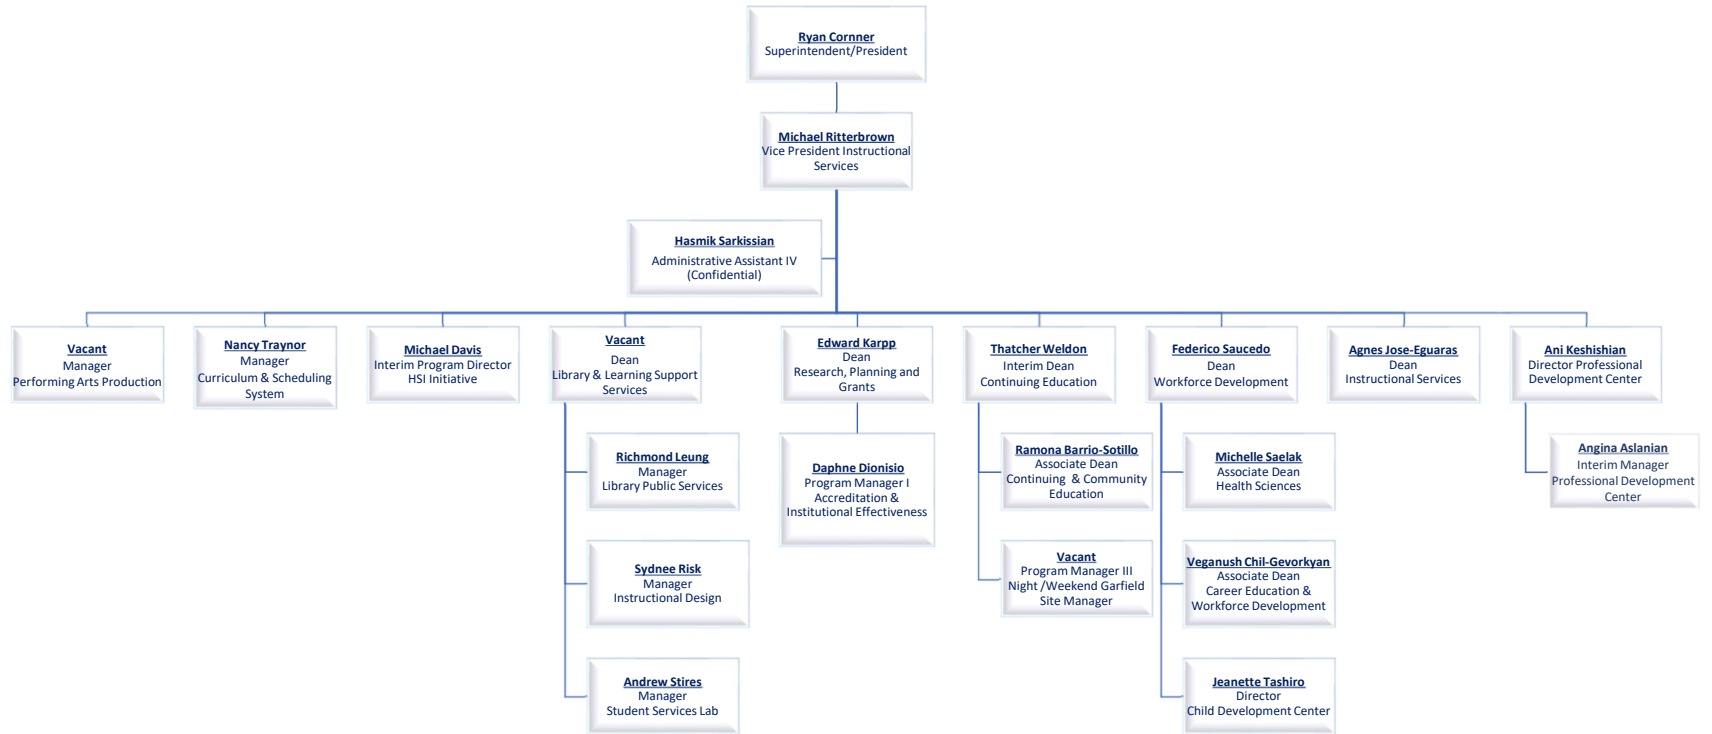 Ryan Cornner
Superintendent/President
Michael Ritterbrown
Vice President Instructional
Services
Hasmik Sarkissian
Administrative Assistant IV
(Confidential)
Vacant
Manager
Performing Arts Production
Nancy Traynor
Manager
Curriculum & Scheduling
System
Michael Davis
Interim Program Director
HSI Initiative
Vacant
Dean
Library & Learning Support
Services
Edward Karpp
Dean
Research, Planning and
Grants
Thatcher Weldon
Interim Dean
Continuing Education
Federico Saucedo
Dean
Workforce Development
Agnes Jose-Eguaras
Dean
Instructional Services
Ani Keshishian
Director Professional
Development Center
Richmond Leung
Manager
Library Public Services
Sydnee Risk
Manager
Instructional Design
Andrew Stires
Manager
Student Services Lab
Daphne Dionisio
Program Manager I
Accreditation &
Institutional Effectiveness
Ramona Barrio-Sotillo
Associate Dean
Continuing & Community
Education
Vacant
Program Manager III
Night /Weekend Garfield
Site Manager
Michelle Saelak
Associate Dean
Health Sciences
Veganush Chil-Gevorkyan
Associate Dean
Career Education &
Workforce Development
Jeanette Tashiro
Director
Child Development Center
Angina Aslanian
Interim Manager
Professional Development
Center